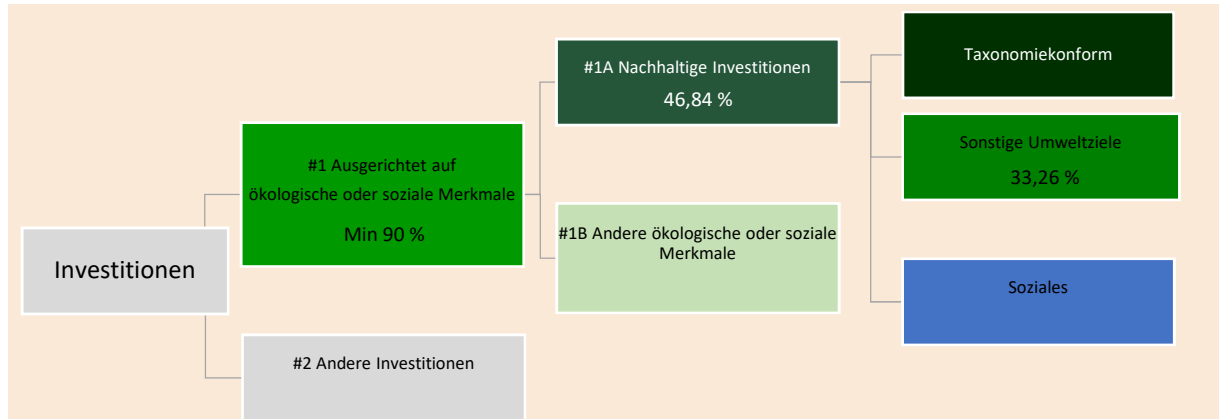 Investitionen
#1 Ausgerichtet auf
ökologische oder soziale Merkmale
Min 90 %
#2 Andere Investitionen
#1A Nachhaltige Investitionen
46,84 %
#1B Andere ökologische oder soziale
Merkmale
Taxonomiekonform
Sonstige Umweltziele
33,26 %
Soziales